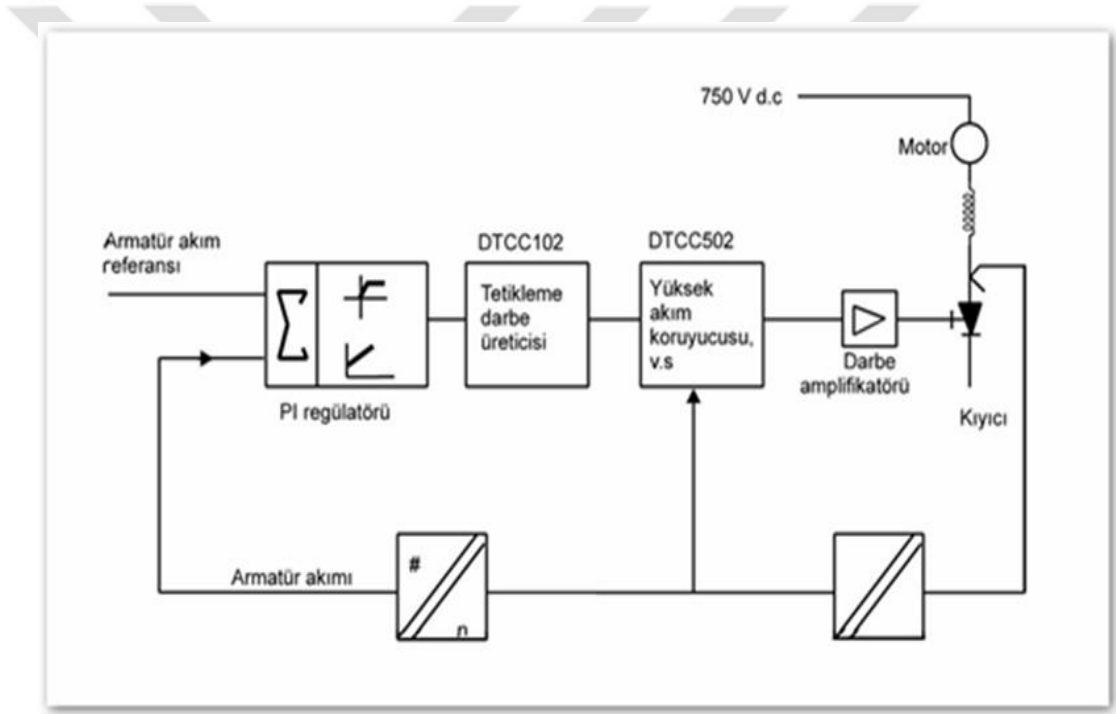 750 V d.c
Motor
Armatür akım
referansı
DTCC102
DTCC502
Tetikleme
darbe
üreticisi
Yüksek
akım
koruyucusu,
v.s
Darbe
amplifikatörü
PI regülatörü
Kıyıcı
Armatür akımı
#
n